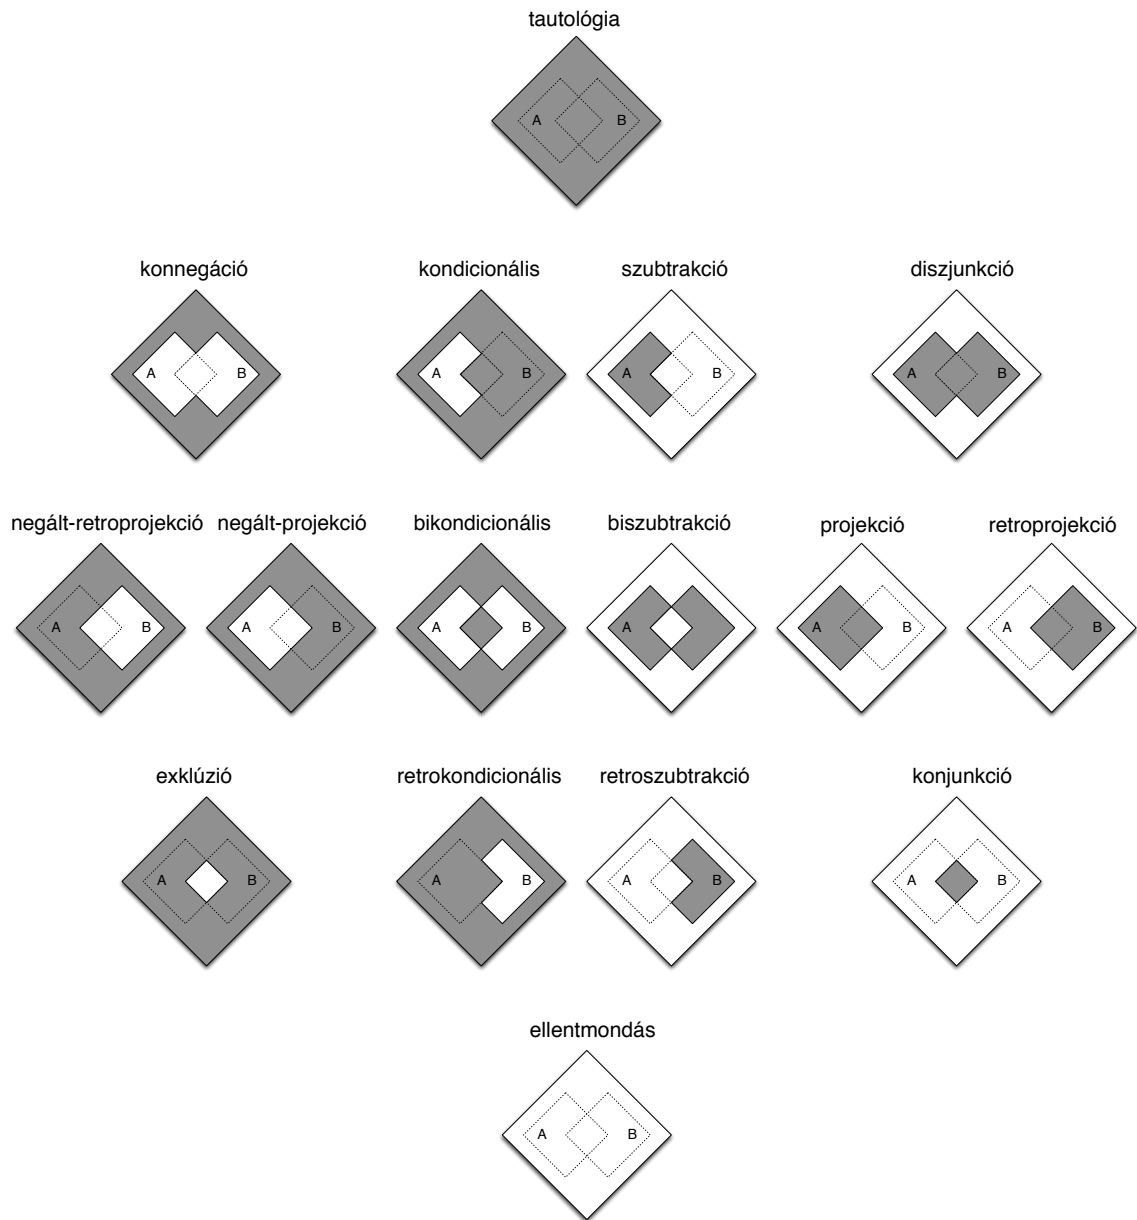 tautológia
A B
konnegáció kondicionális szubtrakció diszjunkció
A B A B A B A B
negált-retroprojekció negált-projekció bikondicionális biszubtrakció projekció retroprojekció
A B A B A B A B A B A B
exklúzió retrokondicionális retroszubtrakció konjunkció
A B A B A B A B
ellentmondás
A B